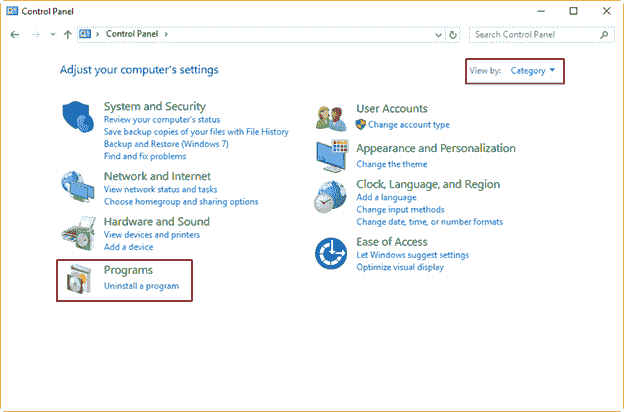 Control Panel
Control Panel
Search Control Panel
Adjust your computer's settings
View by: Category
System and Security
Review your computer's status
Save backup copies of your files with File History
Backup and Restore (Windows 7)
Find and fix problems
Network and Internet
View network status and tasks
Choose homegroup and sharing options
Hardware and Sound
View devices and printers
Add a device
Programs
Uninstall a program
User Accounts
Change account type
Appearance and Personalization
Change the theme
Clock, Language, and Region
Add a language
Change input methods
Change date, time, or number formats
Ease of Access
Let Windows suggest settings
Optimize visual display